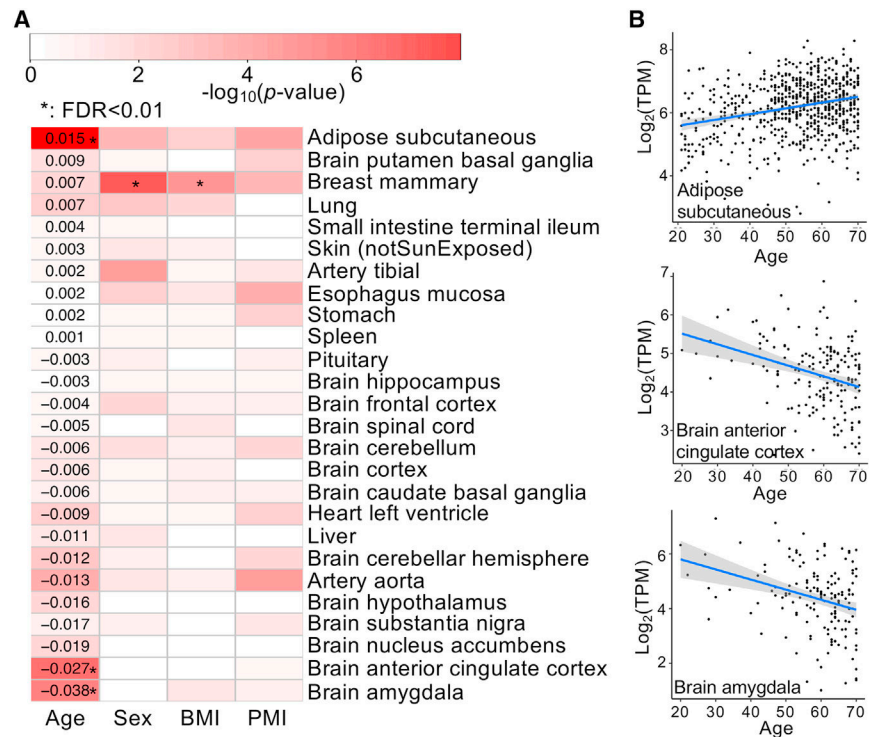 A
0 2 4 6
-log10(p-value)
*: FDR<0.01
0.015 * Adipose subcutaneous
0.009 Brain putamen basal ganglia
0.007 * * Breast mammary
0.007 Lung
0.004 Small intestine terminal ileum
0.003 Skin (notSunExposed)
0.002 Artery tibial
0.002 Esophagus mucosa
0.002 Stomach
0.001 Spleen
−0.003 Pituitary
−0.003 Brain hippocampus
−0.004 Brain frontal cortex
−0.005 Brain spinal cord
−0.006 Brain cerebellum
−0.006 Brain cortex
−0.006 Brain caudate basal ganglia
−0.009 Heart left ventricle
−0.011 Liver
−0.012 Brain cerebellar hemisphere
−0.013 Artery aorta
−0.016 Brain hypothalamus
−0.017 Brain substantia nigra
−0.019 Brain nucleus accumbens
−0.027 * Brain anterior cingulate cortex
−0.038 * Brain amygdala
Age Sex BMI PMI
B
Log2(TPM)
8
6
4
Adipose
subcutaneous
20 30 40 50 60 70
Age
Log2(TPM)
7
6
5
4
3
2
Brain anterior
cingulate cortex
20 30 40 50 60 70
Age
Log2(TPM)
6
4
2
Brain amygdala
20 30 40 50 60 70
Age